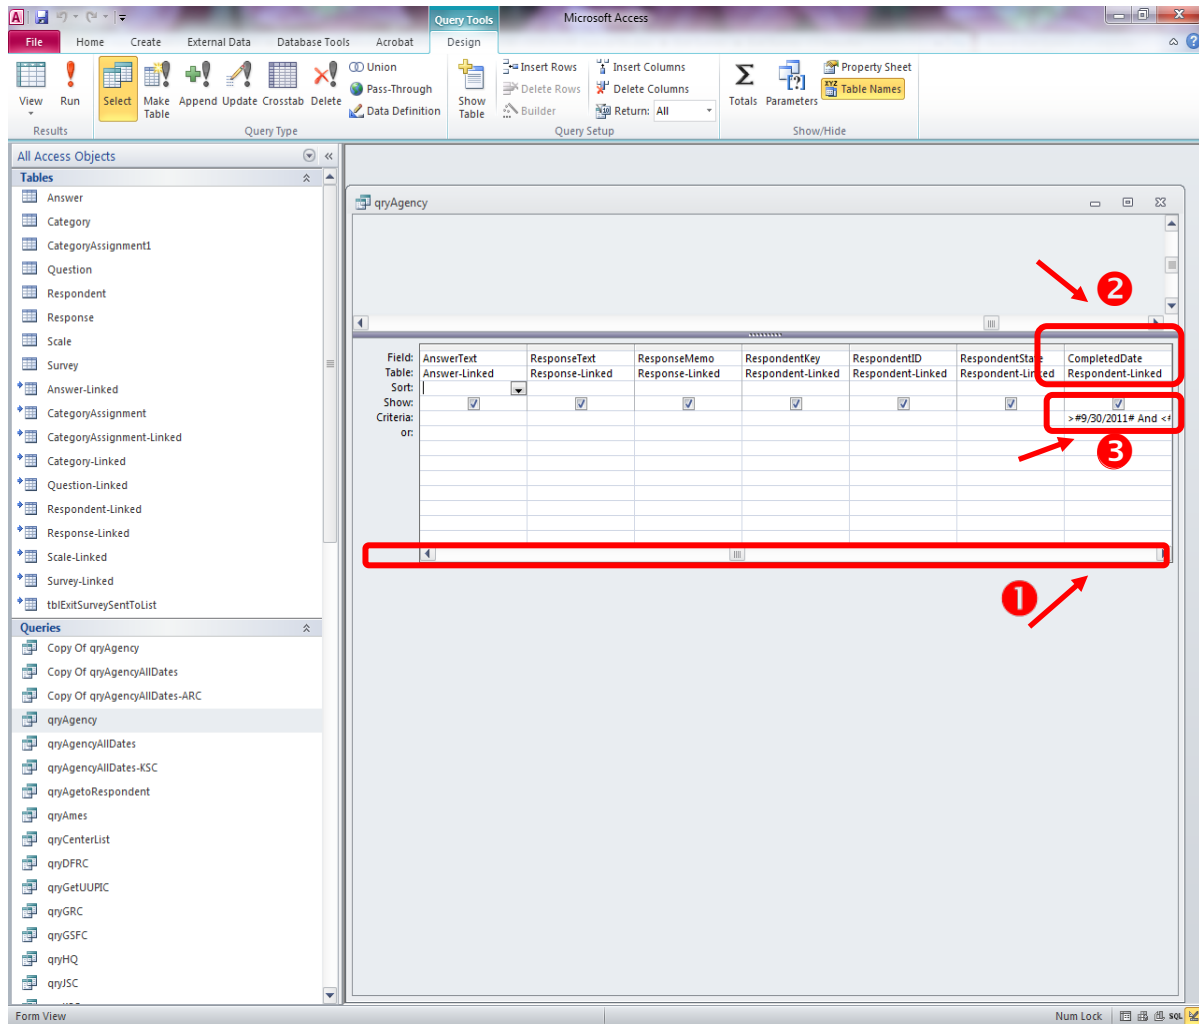 A
Query Tools
Microsoft Access
File Home Create External Data Database Tools Acrobat Design
View
Run
Select
Make Table
Append
Update
Crosstab
Delete
Union
Pass-Through
Data Definition
Show Table
Insert Rows
Delete Rows
Builder
Insert Columns
Delete Columns
Return: All
Totals
Parameters
Property Sheet
Table Names
Results
Query Type
Query Setup
Show/Hide
All Access Objects
Tables
Answer
Category
CategoryAssignment1
Question
Respondent
Response
Scale
Survey
Answer-Linked
CategoryAssignment
CategoryAssignment-Linked
Category-Linked
Question-Linked
Respondent-Linked
Response-Linked
Scale-Linked
Survey-Linked
tblExitSurveySentToList
Queries
Copy Of qryAgency
Copy Of qryAgencyAllDates
Copy Of qryAgencyAllDates-ARC
qryAgency
qryAgencyAllDates
qryAgencyAllDates-KSC
qryAgetoRespondent
qryAmes
qryCenterList
qryDFRC
qryGetUUPIC
qryGRC
qryGSFC
qryHQ
qryJSC
qryAgency
2
Field: AnswerText ResponseText ResponseMemo RespondentKey RespondentID RespondentState CompletedDate
Table: Answer-Linked Response-Linked Response-Linked Respondent-Linked Respondent-Linked Respondent-Linked Respondent-Linked
Sort:
Show:
Criteria: >#9/30/2011# And <#
or:
3
1
Form View
Num Lock
SQL